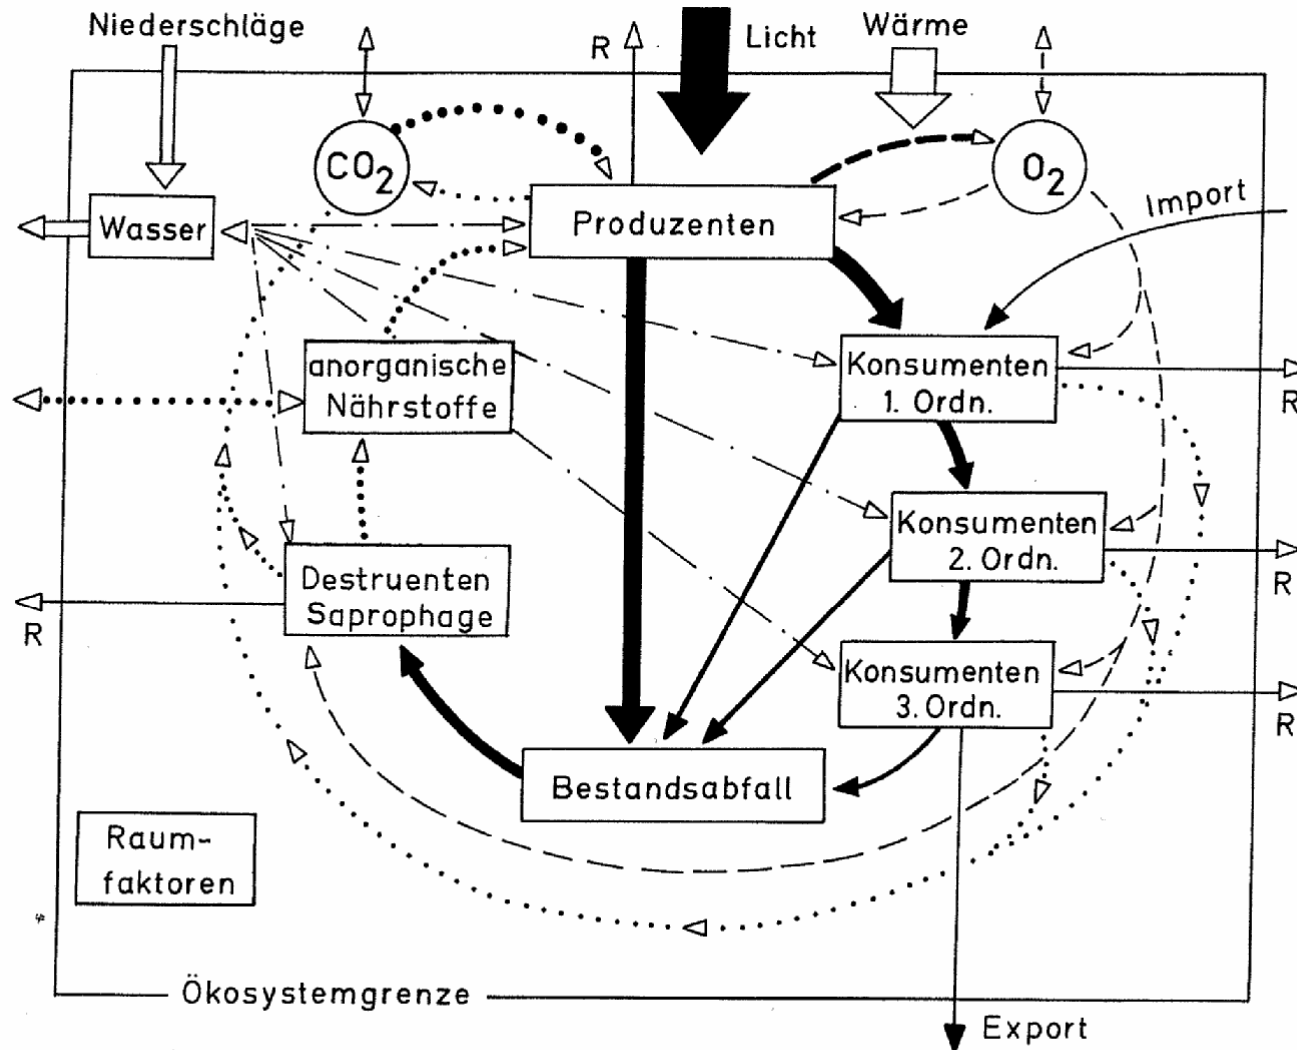 Niederschläge
R
Licht
Wärme
CO2
O2
Import
Wasser
Produzenten
anorganische
Nährstoffe
Konsumenten
1. Ordn.
R
Konsumenten
2. Ordn.
R
Destruenten
Saprophage
R
Konsumenten
3. Ordn.
R
Bestandsabfall
Raum-
faktoren
Ökosystemgrenze
Export